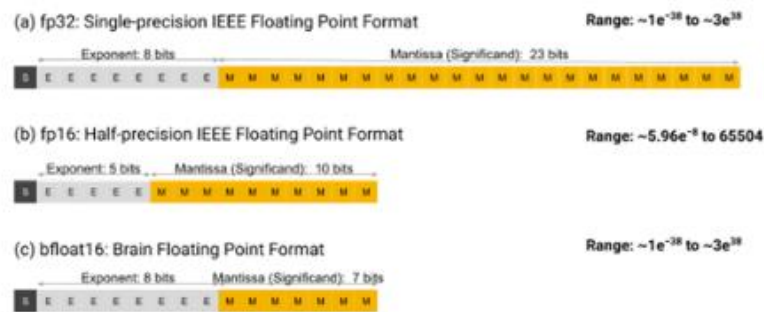 (a) fp32: Single-precision IEEE Floating Point Format Range: ~1e⁻³⁸ to ~3e³⁸
Exponent: 8 bits Mantissa (Significand): 23 bits
S E E E E E E E E M M M M M M M M M M M M M M M M M M M M M M M
(b) fp16: Half-precision IEEE Floating Point Format Range: ~5.96e⁻⁸ to 65504
Exponent: 5 bits Mantissa (Significand): 10 bits
S E E E E E M M M M M M M M M M
(c) bfloat16: Brain Floating Point Format Range: ~1e⁻³⁸ to ~3e³⁸
Exponent: 8 bits Mantissa (Significand): 7 bits
S E E E E E E E E M M M M M M M